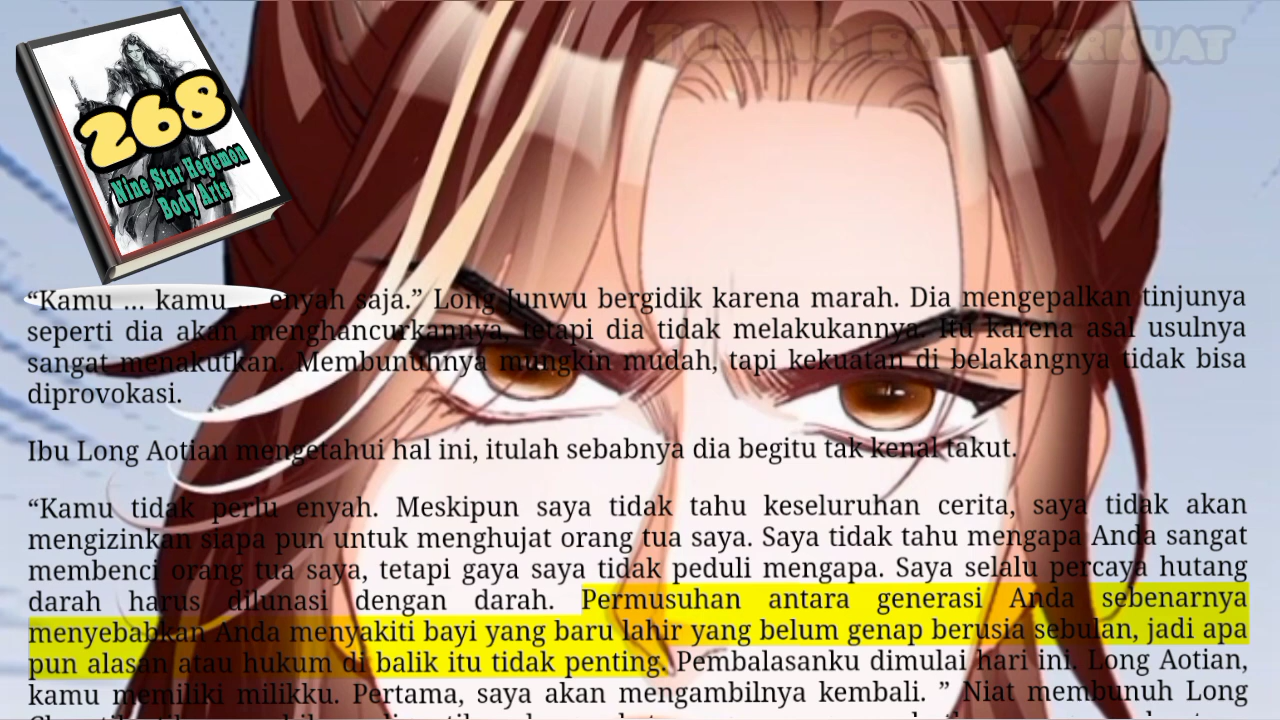 TULANG ROH TERKUAT
268
Nine Star Hegemon
Body Arts
“Kamu ... kamu ... enyah saja.” Long Junwu bergidik karena marah. Dia mengepalkan tinjunya
seperti dia akan menghancurkannya, tetapi dia tidak melakukannya. Itu karena asal usulnya
sangat menakutkan. Membunuhnya mungkin mudah, tapi kekuatan di belakangnya tidak bisa
diprovokasi.
Ibu Long Aotian mengetahui hal ini, itulah sebabnya dia begitu tak kenal takut.
“Kamu tidak perlu enyah. Meskipun saya tidak tahu keseluruhan cerita, saya tidak akan
mengizinkan siapa pun untuk menghujat orang tua saya. Saya tidak tahu mengapa Anda sangat
membenci orang tua saya, tetapi gaya saya tidak peduli mengapa. Saya selalu percaya hutang
darah harus dilunasi dengan darah. Permusuhan antara generasi Anda sebenarnya
menyebabkan Anda menyakiti bayi yang baru lahir yang belum genap berusia sebulan, jadi apa
pun alasan atau hukum di balik itu tidak penting. Pembalasanku dimulai hari ini. Long Aotian,
kamu memiliki milikku. Pertama, saya akan mengambilnya kembali. ” Niat membunuh Long